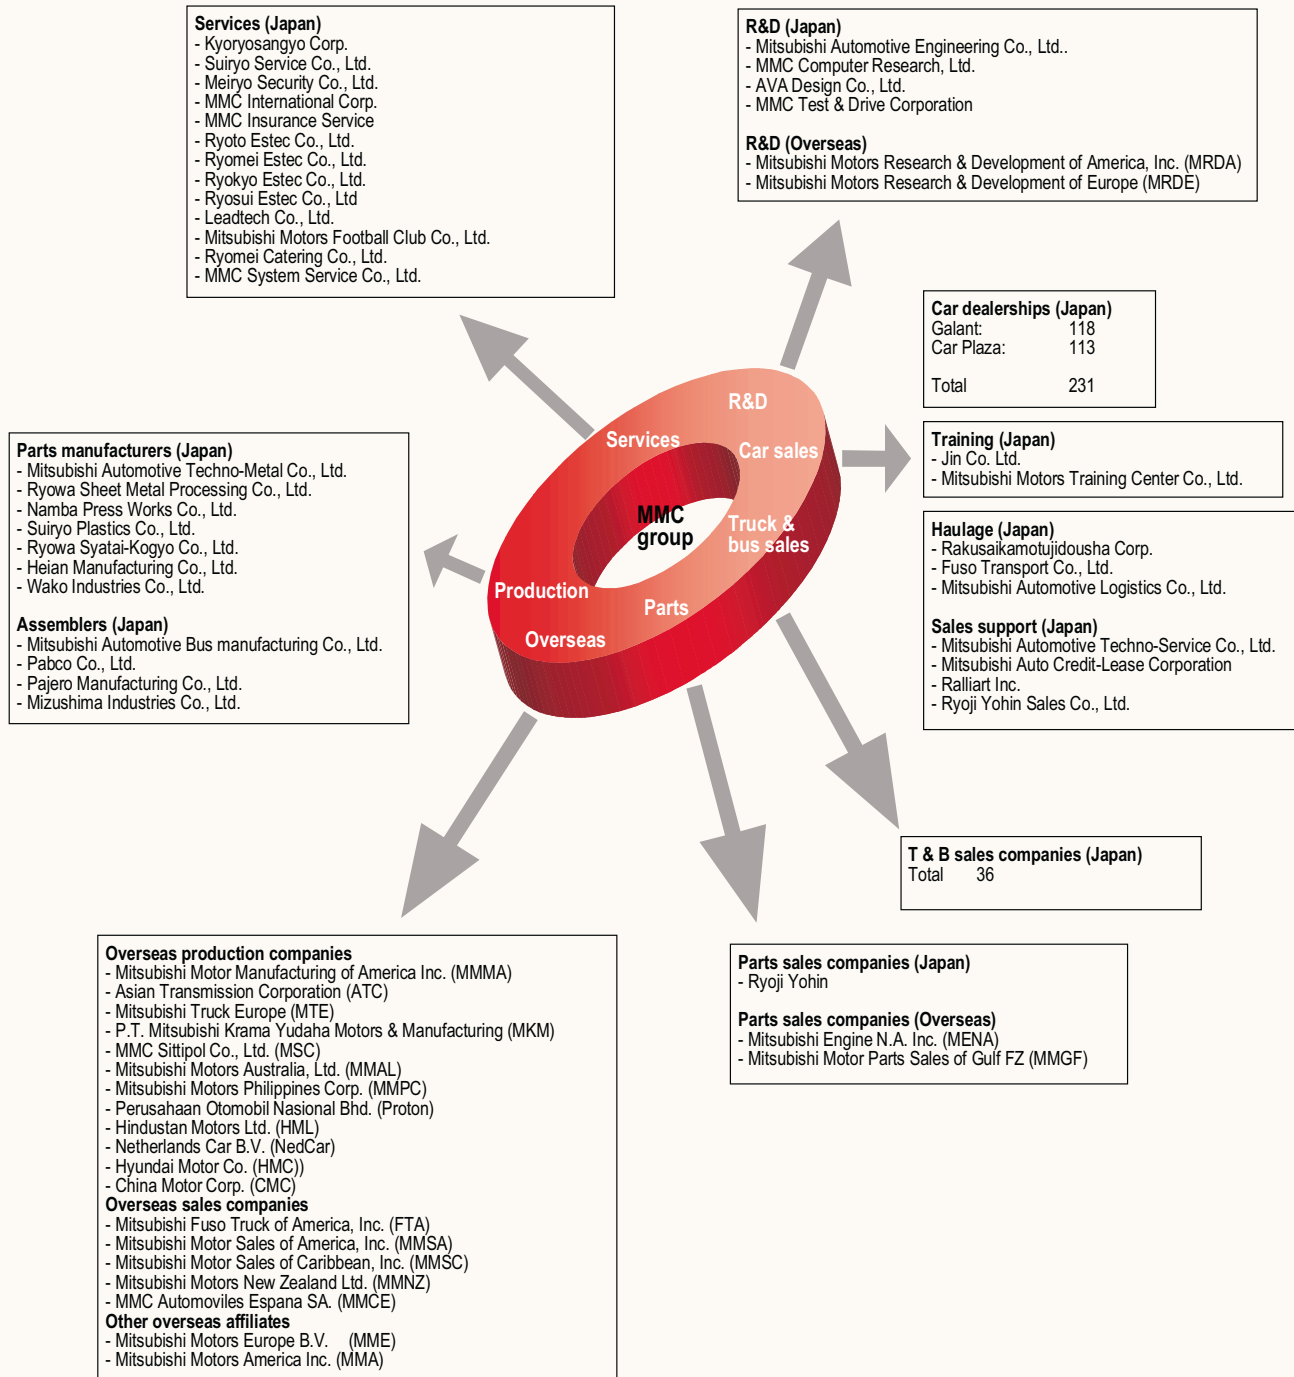 Services (Japan)
- Kyoryosangyo Corp.
- Suiryo Service Co., Ltd.
- Meiryo Security Co., Ltd.
- MMC International Corp.
- MMC Insurance Service
- Ryoto Estec Co., Ltd.
- Ryomei Estec Co., Ltd.
- Ryokyo Estec Co., Ltd.
- Ryosui Estec Co., Ltd
- Leadtech Co., Ltd.
- Mitsubishi Motors Football Club Co., Ltd.
- Ryomei Catering Co., Ltd.
- MMC System Service Co., Ltd.
R&D (Japan)
- Mitsubishi Automotive Engineering Co., Ltd..
- MMC Computer Research, Ltd.
- AVA Design Co., Ltd.
- MMC Test & Drive Corporation
R&D (Overseas)
- Mitsubishi Motors Research & Development of America, Inc. (MRDA)
- Mitsubishi Motors Research & Development of Europe (MRDE)
Car dealerships (Japan)
Galant: 118
Car Plaza: 113
Total 231
Training (Japan)
- Jin Co. Ltd.
- Mitsubishi Motors Training Center Co., Ltd.
Haulage (Japan)
- Rakusaikamotujidousha Corp.
- Fuso Transport Co., Ltd.
- Mitsubishi Automotive Logistics Co., Ltd.
Sales support (Japan)
- Mitsubishi Automotive Techno-Service Co., Ltd.
- Mitsubishi Auto Credit-Lease Corporation
- Ralliart Inc.
- Ryoji Yohin Sales Co., Ltd.
R&D
Services
Car sales
MMC
group
Truck &
bus sales
Production
Parts
Overseas
Parts manufacturers (Japan)
- Mitsubishi Automotive Techno-Metal Co., Ltd.
- Ryowa Sheet Metal Processing Co., Ltd.
- Namba Press Works Co., Ltd.
- Suiryo Plastics Co., Ltd.
- Ryowa Syatai-Kogyo Co., Ltd.
- Heian Manufacturing Co., Ltd.
- Wako Industries Co., Ltd.
Assemblers (Japan)
- Mitsubishi Automotive Bus manufacturing Co., Ltd.
- Pabco Co., Ltd.
- Pajero Manufacturing Co., Ltd.
- Mizushima Industries Co., Ltd.
T & B sales companies (Japan)
Total 36
Overseas production companies
- Mitsubishi Motor Manufacturing of America Inc. (MMMA)
- Asian Transmission Corporation (ATC)
- Mitsubishi Truck Europe (MTE)
- P.T. Mitsubishi Krama Yudaha Motors & Manufacturing (MKM)
- MMC Sittipol Co., Ltd. (MSC)
- Mitsubishi Motors Australia, Ltd. (MMAL)
- Mitsubishi Motors Philippines Corp. (MMPC)
- Perusahaan Otomobil Nasional Bhd. (Proton)
- Hindustan Motors Ltd. (HML)
- Netherlands Car B.V. (NedCar)
- Hyundai Motor Co. (HMC))
- China Motor Corp. (CMC)
Overseas sales companies
- Mitsubishi Fuso Truck of America, Inc. (FTA)
- Mitsubishi Motor Sales of America, Inc. (MMSA)
- Mitsubishi Motor Sales of Caribbean, Inc. (MMSC)
- Mitsubishi Motors New Zealand Ltd. (MMNZ)
- MMC Automoviles Espana SA. (MMCE)
Other overseas affiliates
- Mitsubishi Motors Europe B.V. (MME)
- Mitsubishi Motors America Inc. (MMA)
Parts sales companies (Japan)
- Ryoji Yohin
Parts sales companies (Overseas)
- Mitsubishi Engine N.A. Inc. (MENA)
- Mitsubishi Motor Parts Sales of Gulf FZ (MMGF)